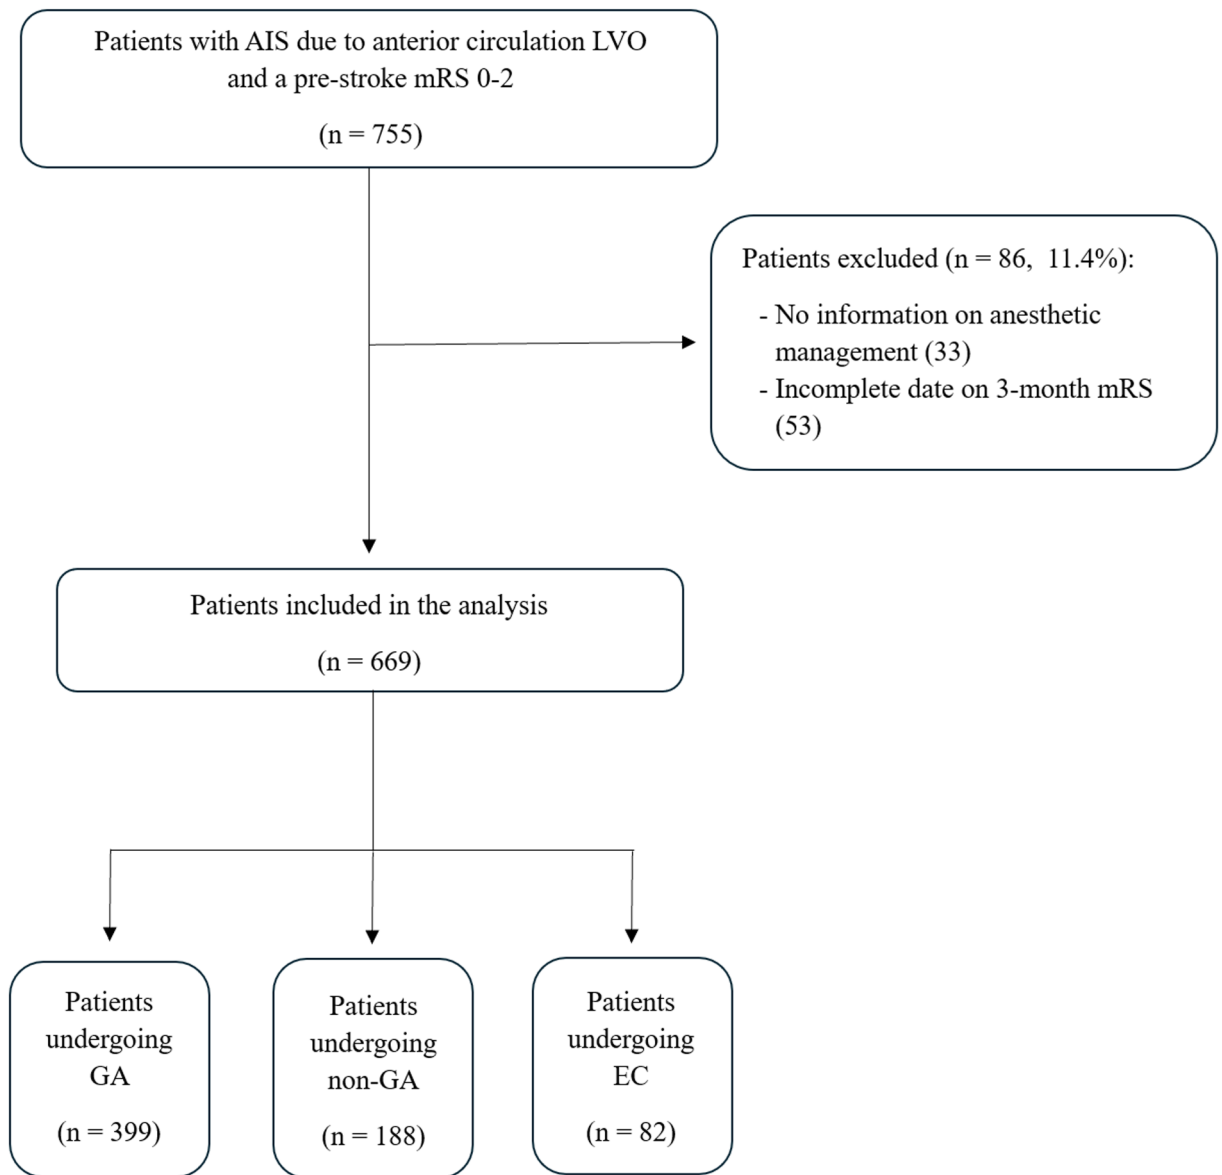 Patients with AIS due to anterior circulation LVO
and a pre-stroke mRS 0-2
(n = 755)
Patients excluded (n = 86, 11.4%):
- No information on anesthetic
management (33)
- Incomplete date on 3-month mRS
(53)
Patients included in the analysis
(n = 669)
Patients
undergoing
GA
(n = 399)
Patients
undergoing
non-GA
(n = 188)
Patients
undergoing
EC
(n = 82)